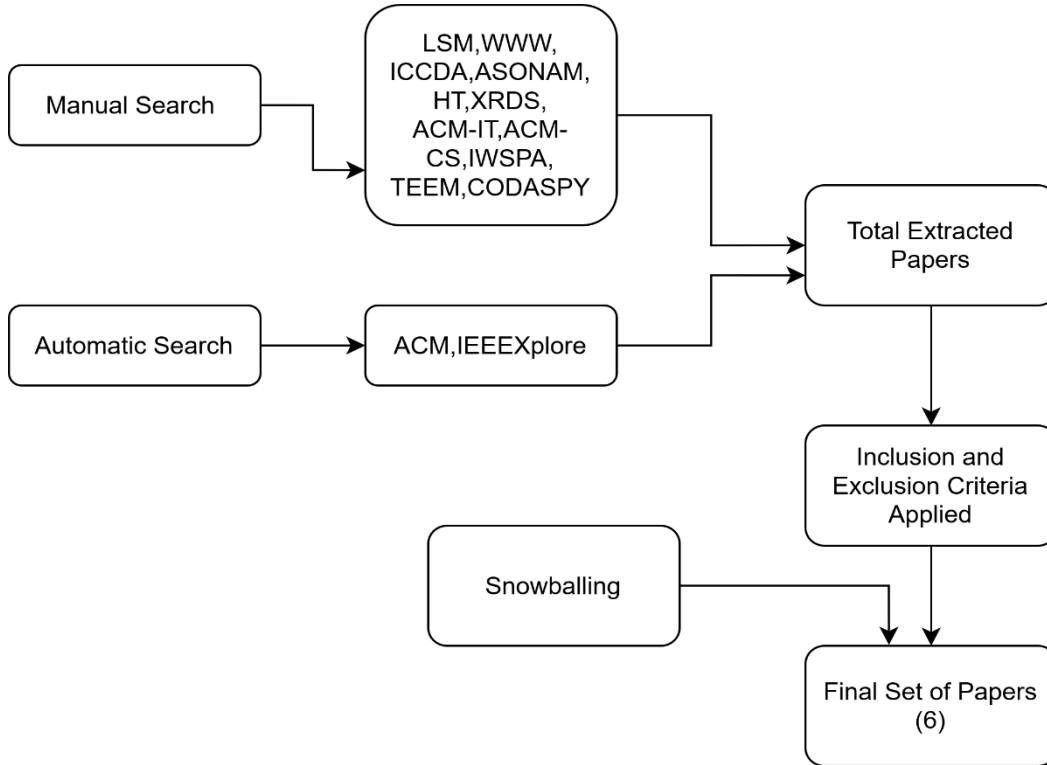 Manual Search
LSM,WWW,
ICCDA,ASONAM,
HT,XRDS,
ACM-IT,ACM-
CS,IWSPA,
TEEM,CODASPY
Total Extracted
Papers
Automatic Search
ACM,IEEEXplore
Inclusion and
Exclusion Criteria
Applied
Snowballing
Final Set of Papers
(6)